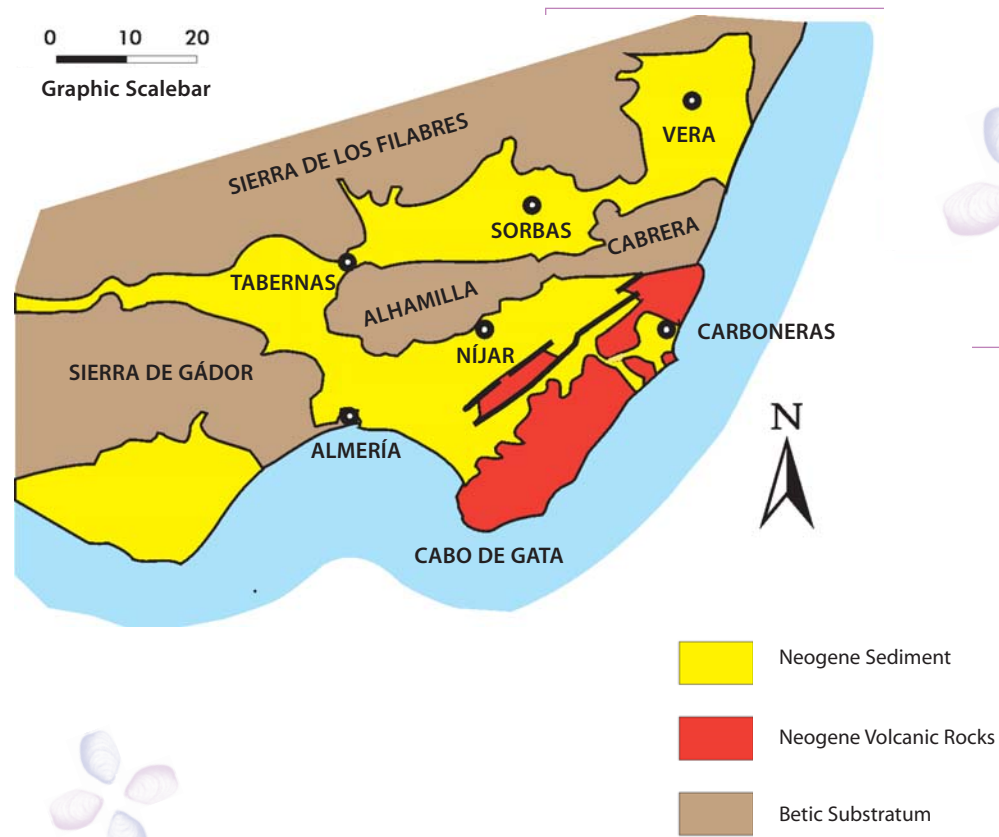 0 10 20
Graphic Scalebar
SIERRA DE LOS FILABRES
VERA
SORBAS
CABRERA
TABERNAS
ALHAMILLA
NÍJAR
CARBONERAS
SIERRA DE GÁDOR
N
ALMERÍA
CABO DE GATA
Neogene Sediment
Neogene Volcanic Rocks
Betic Substratum